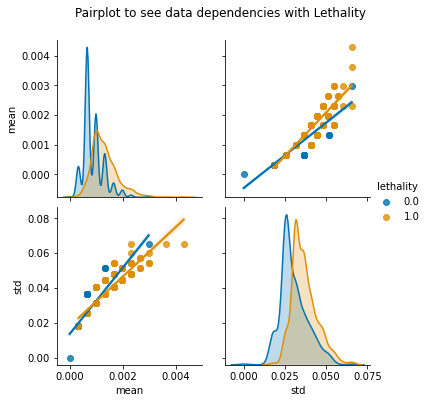 Pairplot to see data dependencies with Lethality
0.004
0.003
0.002
0.001
0.000
mean
lethality
0.0
1.0
0.08
0.06
0.04
0.02
0.00
std
0.000 0.002 0.004
mean
0.000 0.025 0.050 0.075
std